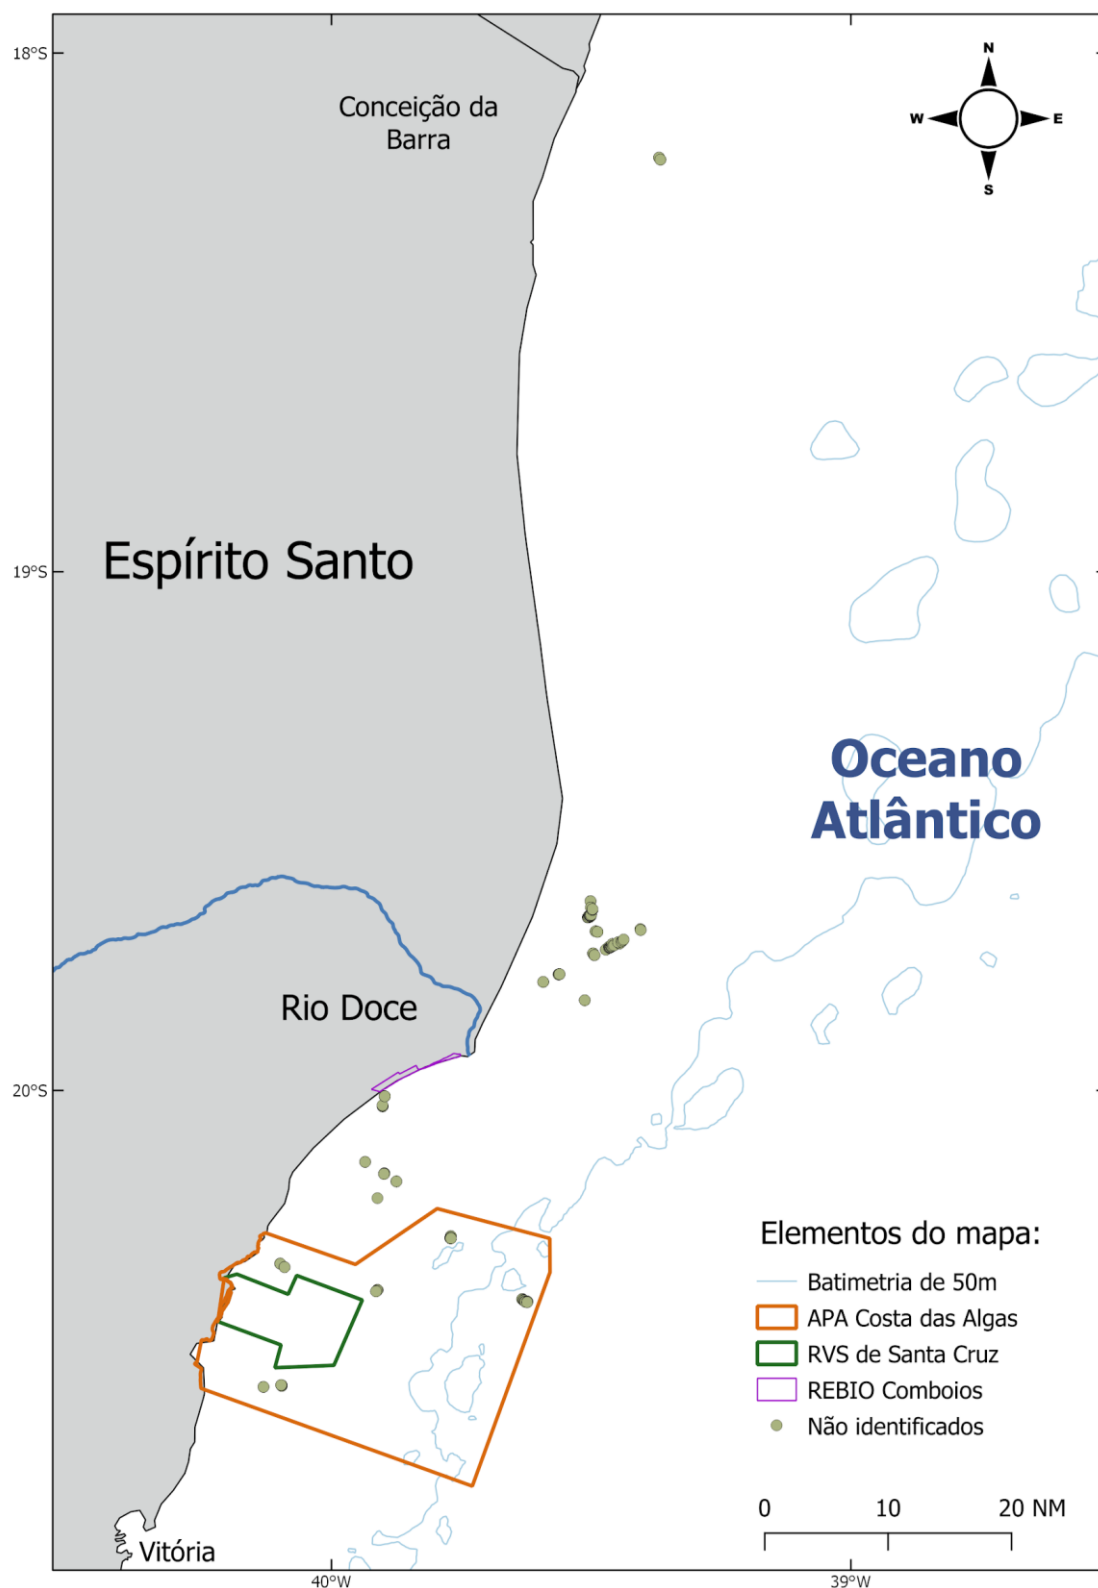 18°S
N
W
E
S
Conceição da
Barra
Espírito Santo
19°S
Oceano
Atlântico
Rio Doce
20°S
Elementos do mapa:
Batimetria de 50m
APA Costa das Algas
RVS de Santa Cruz
REBIO Comboios
Não identificados
0 10 20 NM
Vitória
40°W 39°W